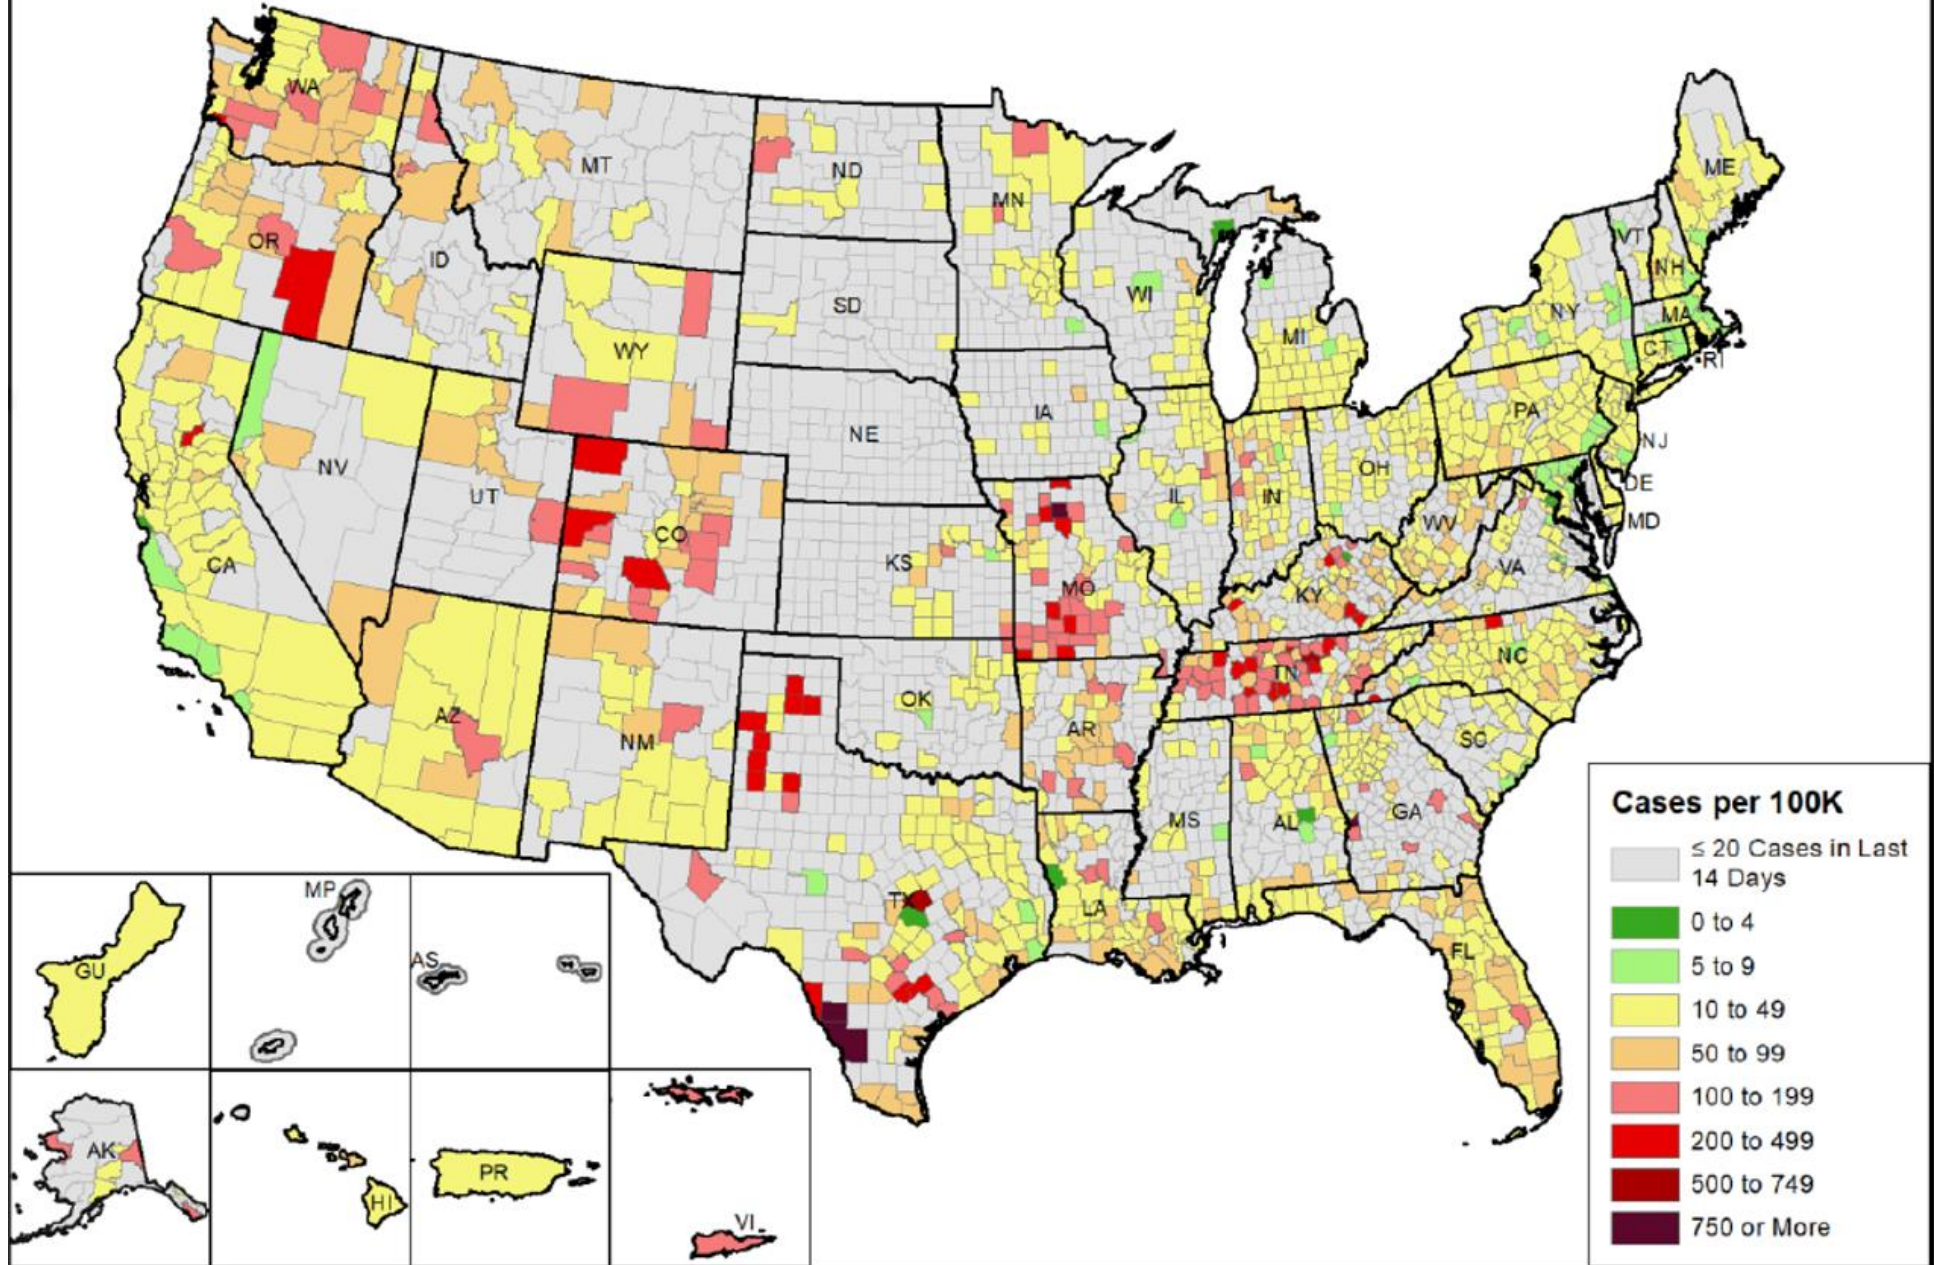 WA
MT
ND
MN
ME
OR
ID
SD
WI
VT
NH
NY
MA
CT
RI
WY
MI
IA
PA
NE
NJ
NV
UT
CO
IL
IN
OH
DE
WV
MD
CA
KS
MO
KY
VA
AZ
NM
OK
TN
NC
AR
SC
MS
AL
GA
TX
LA
FL
GU
MP
AS
AK
HI
PR
VI
Cases per 100K
≤ 20 Cases in Last
14 Days
0 to 4
5 to 9
10 to 49
50 to 99
100 to 199
200 to 499
500 to 749
750 or More